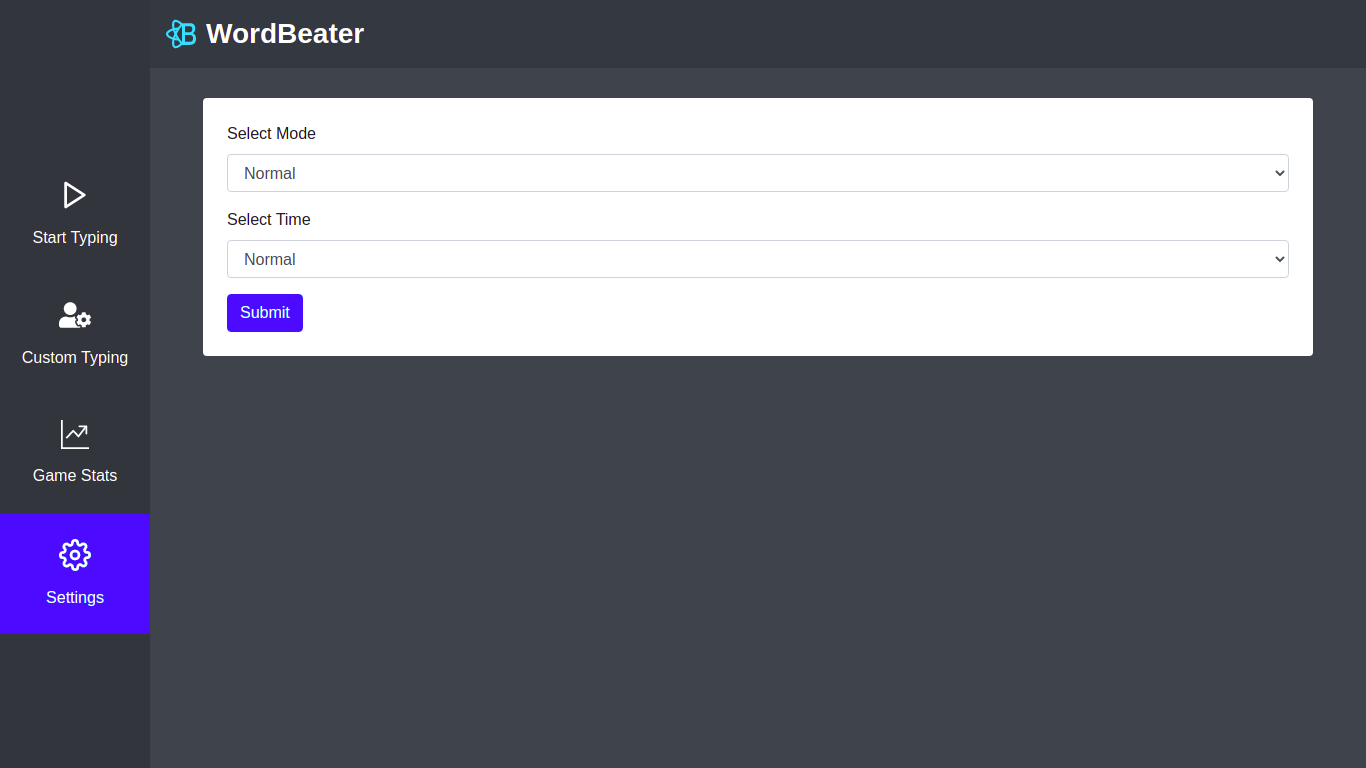 WordBeater
Start Typing
Custom Typing
Game Stats
Settings
Select Mode
Normal
Select Time
Normal
Submit